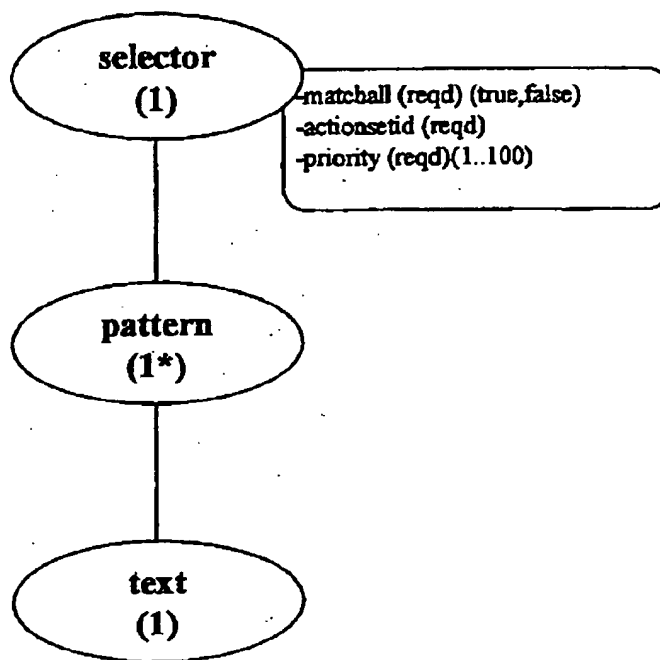 selector
(1)
-matchall (reqd) (true,false)
-actionsetid (reqd)
-priority (reqd)(1..100)
pattern
(1*)
text
(1)